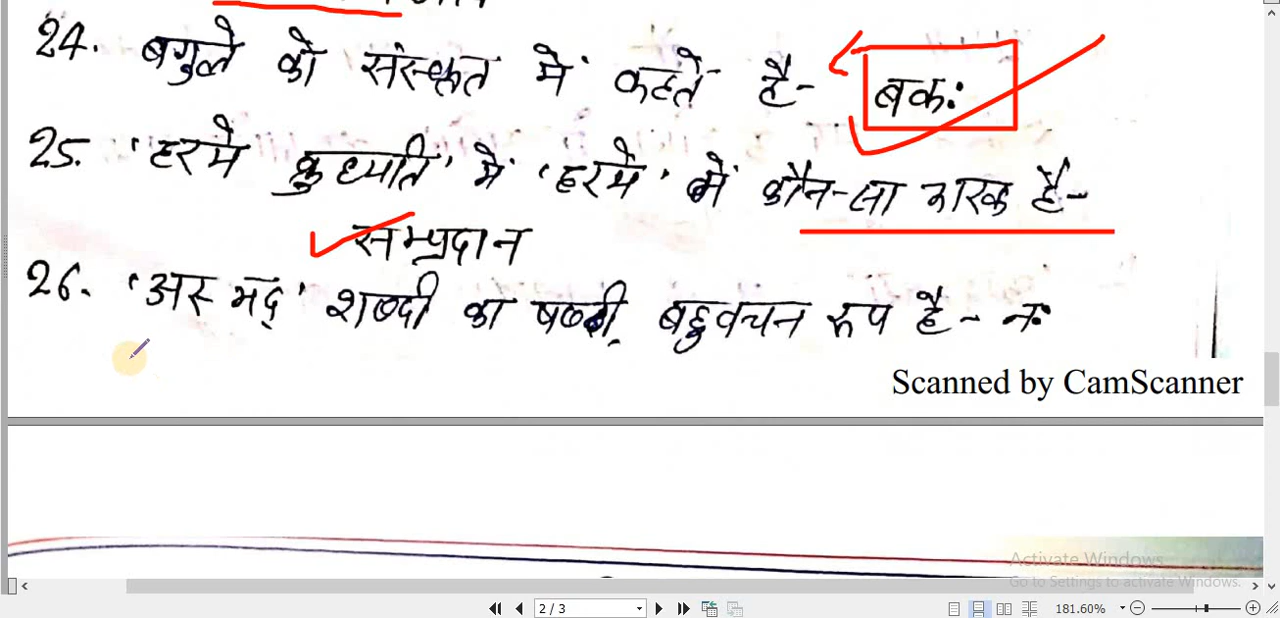 24. बगुले को संस्कृत में कहते है- बकः
25. 'हरये क्रुध्यति' में 'हरये' में कौन-सा कारक है-
सम्प्रदान
26. 'अस्मद्' शब्दी का षष्ठी, बहुवचन रूप है- नः
Scanned by CamScanner
Activate Windows
Go to Settings to activate Windows.
2 / 3
181.60%